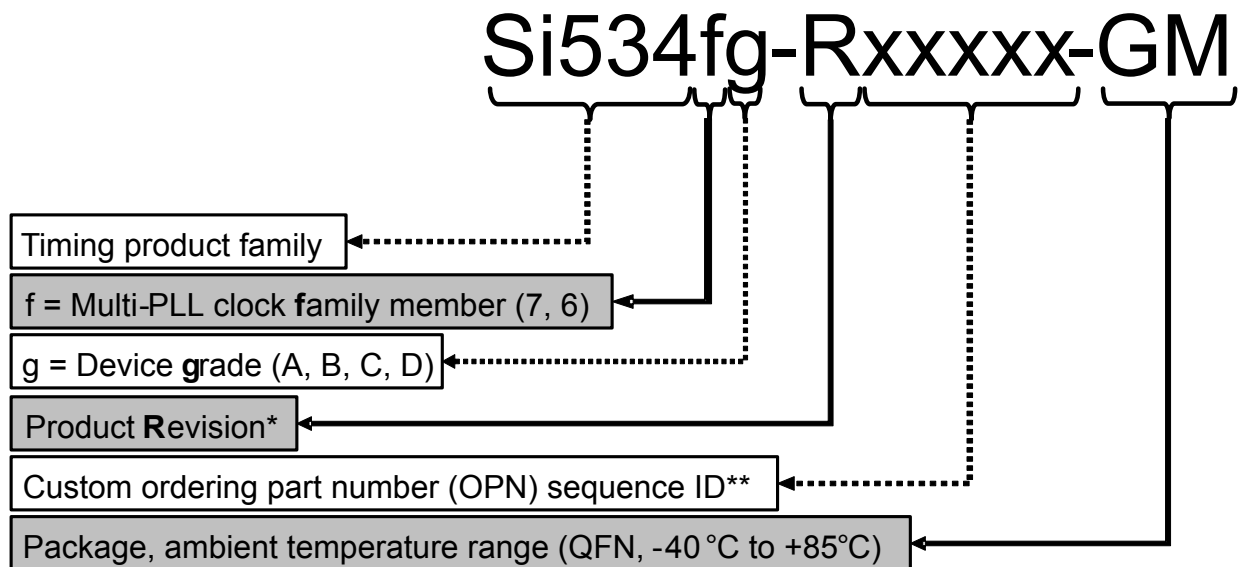 Si534fg-Rxxxxx-GM
Timing product family
f = Multi-PLL clock family member (7, 6)
g = Device grade (A, B, C, D)
Product Revision*
Custom ordering part number (OPN) sequence ID**
Package, ambient temperature range (QFN, -40 °C to +85°C)